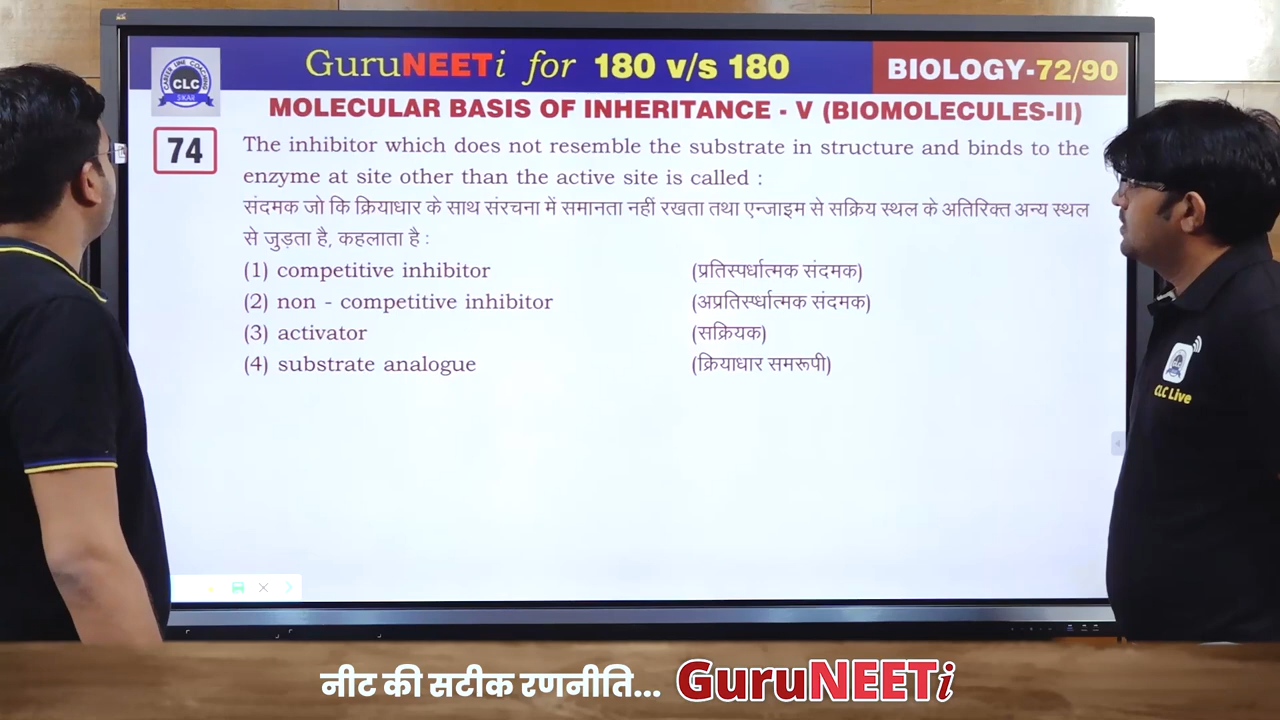 CAREER LINE COACHING
CLC
SIKAR
GuruNEETi for 180 v/s 180
BIOLOGY-72/90
MOLECULAR BASIS OF INHERITANCE - V (BIOMOLECULES-II)
74
The inhibitor which does not resemble the substrate in structure and binds to the
enzyme at site other than the active site is called :
संदमक जो कि क्रियाधार के साथ संरचना में समानता नहीं रखता तथा एन्जाइम से सक्रिय स्थल के अतिरिक्त अन्य स्थल
से जुड़ता है, कहलाता है :
(1) competitive inhibitor (प्रतिस्पर्धात्मक संदमक)
(2) non - competitive inhibitor (अप्रतिर्स्धात्मक संदमक)
(3) activator (सक्रियक)
(4) substrate analogue (क्रियाधार समरूपी)
CLC Live
नीट की सटीक रणनीति... GuruNEETi